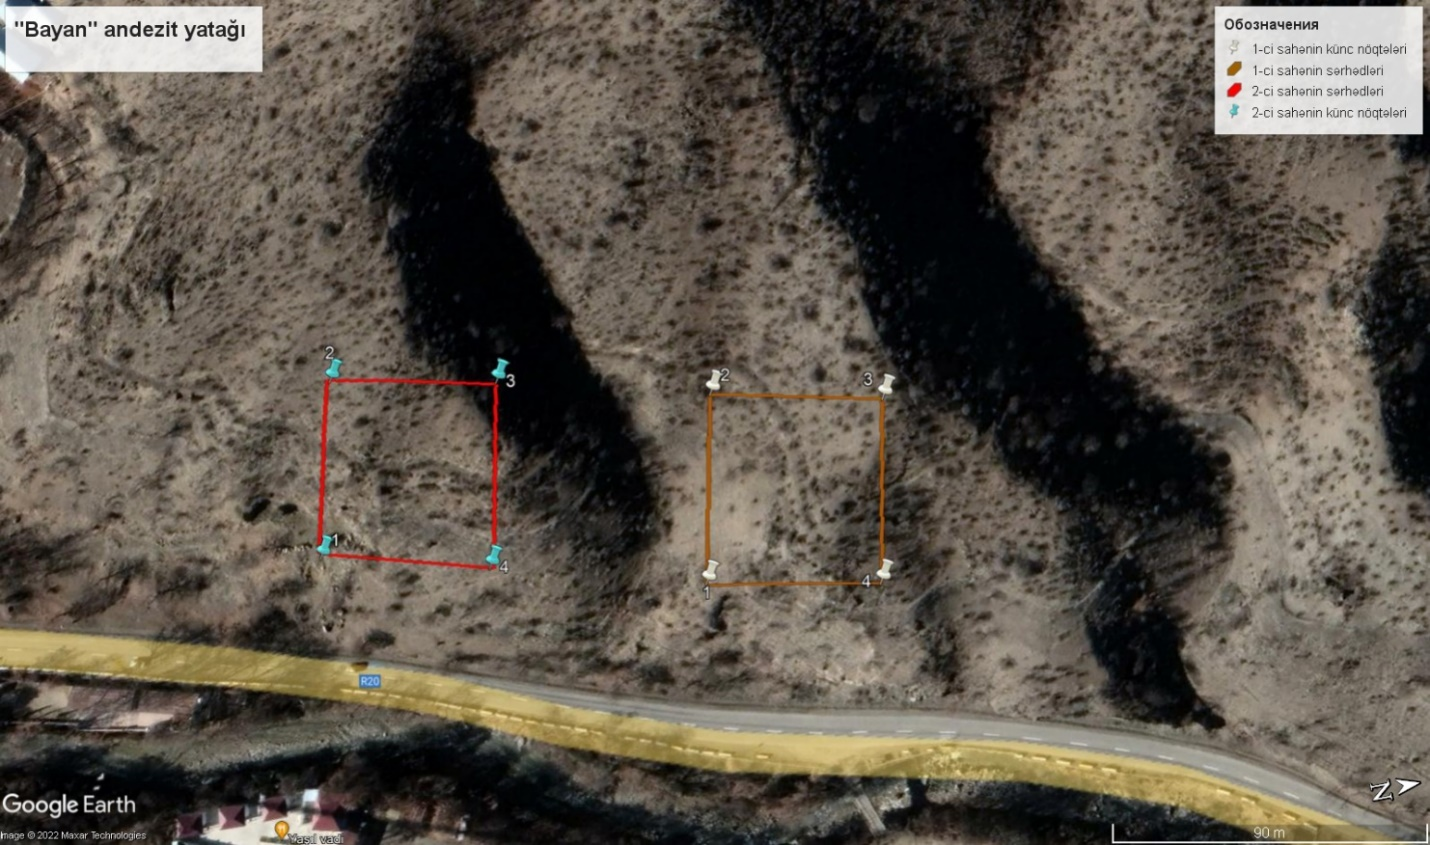 "Bayan" andezit yatağı
Обозначения
1-ci sahənin künc nöqtələri
1-ci sahənin sərhədləri
2-ci sahənin sərhədləri
2-ci sahənin künc nöqtələri
2
3
1
4
2
3
1
4
R20
Yaşıl vadi
Google Earth
Image © 2022 Maxar Technologies
N
90 m